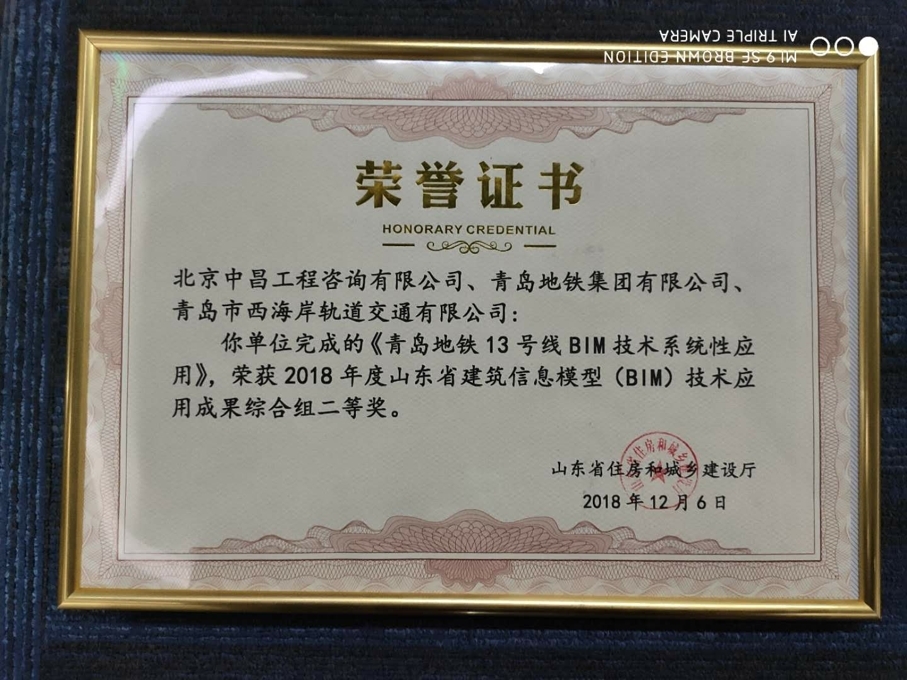 MI 9 SE BROWN EDITION
AI TRIPLE CAMERA
荣誉证书
HONORARY CREDENTIAL
北京中昌工程咨询有限公司、青岛地铁集团有限公司、
青岛市西海岸轨道交通有限公司：
你单位完成的《青岛地铁13号线BIM技术系统性应
用》，荣获2018年度山东省建筑信息模型（BIM）技术应
用成果综合组二等奖。
山东省住房和城乡建设厅
2018年12月6日